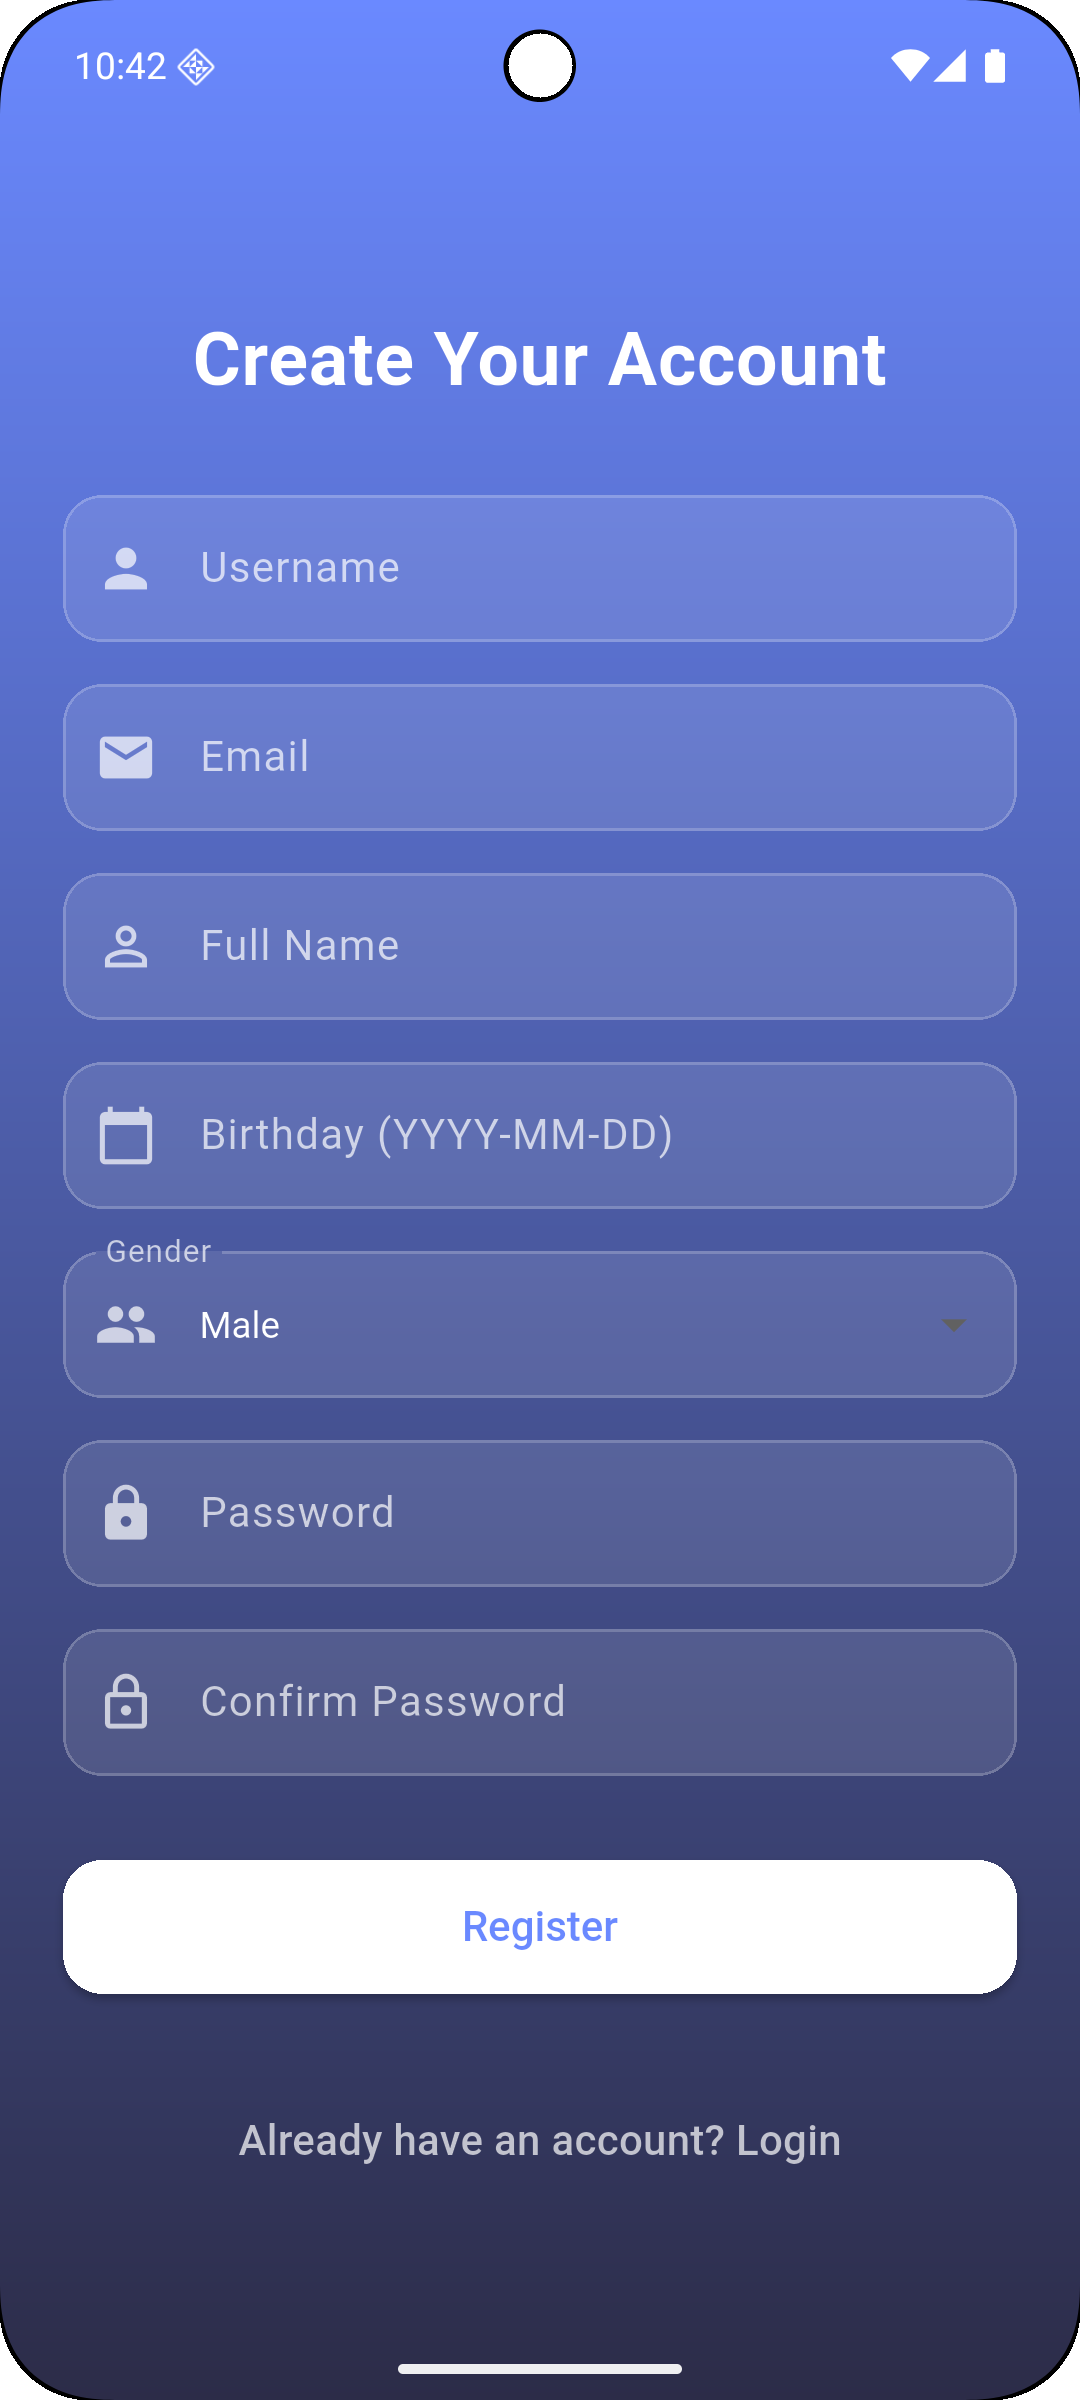 10:42
Create Your Account
Username
Email
Full Name
Birthday (YYYY-MM-DD)
Gender
Male
Password
Confirm Password
Register
Already have an account? Login